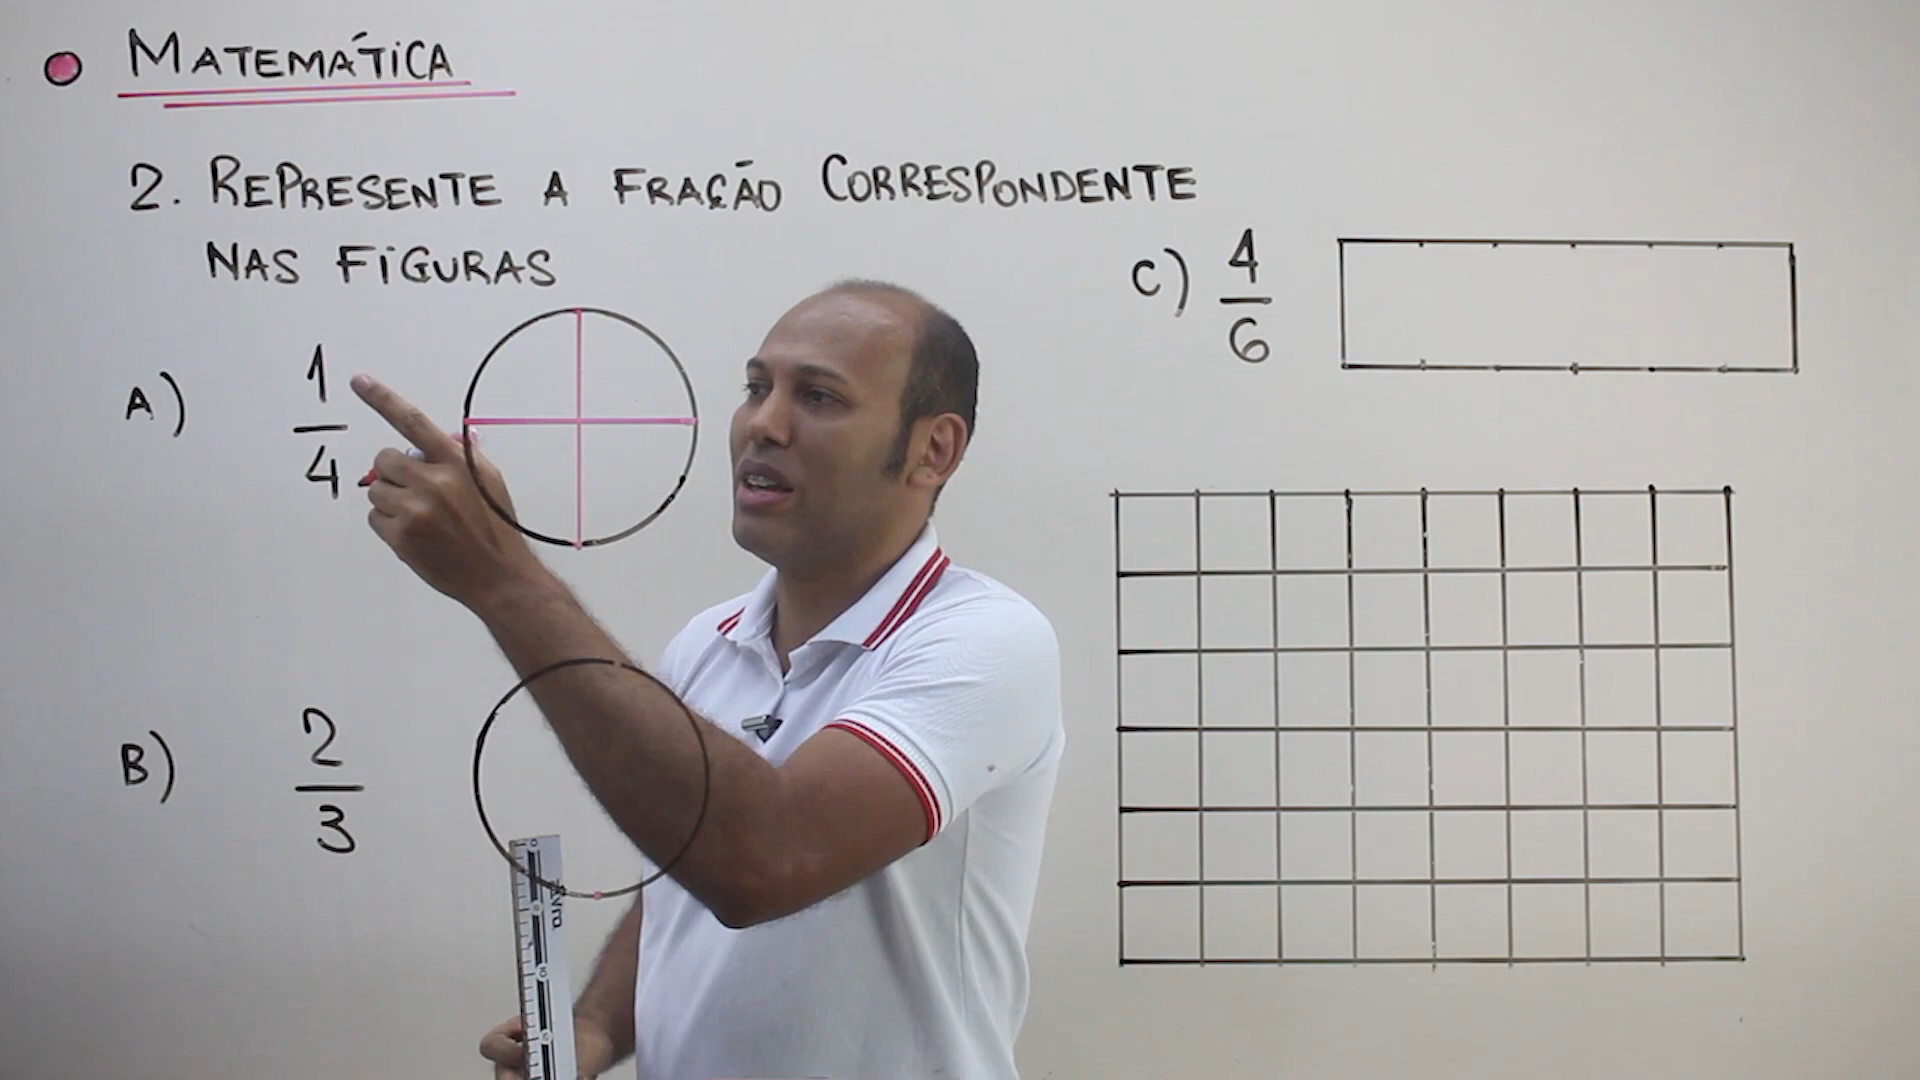 MATEMÁTICA
2. REPRESENTE A FRAÇÃO CORRESPONDENTE
NAS FIGURAS
A) 1
4
B) 2
3
C) 4
6